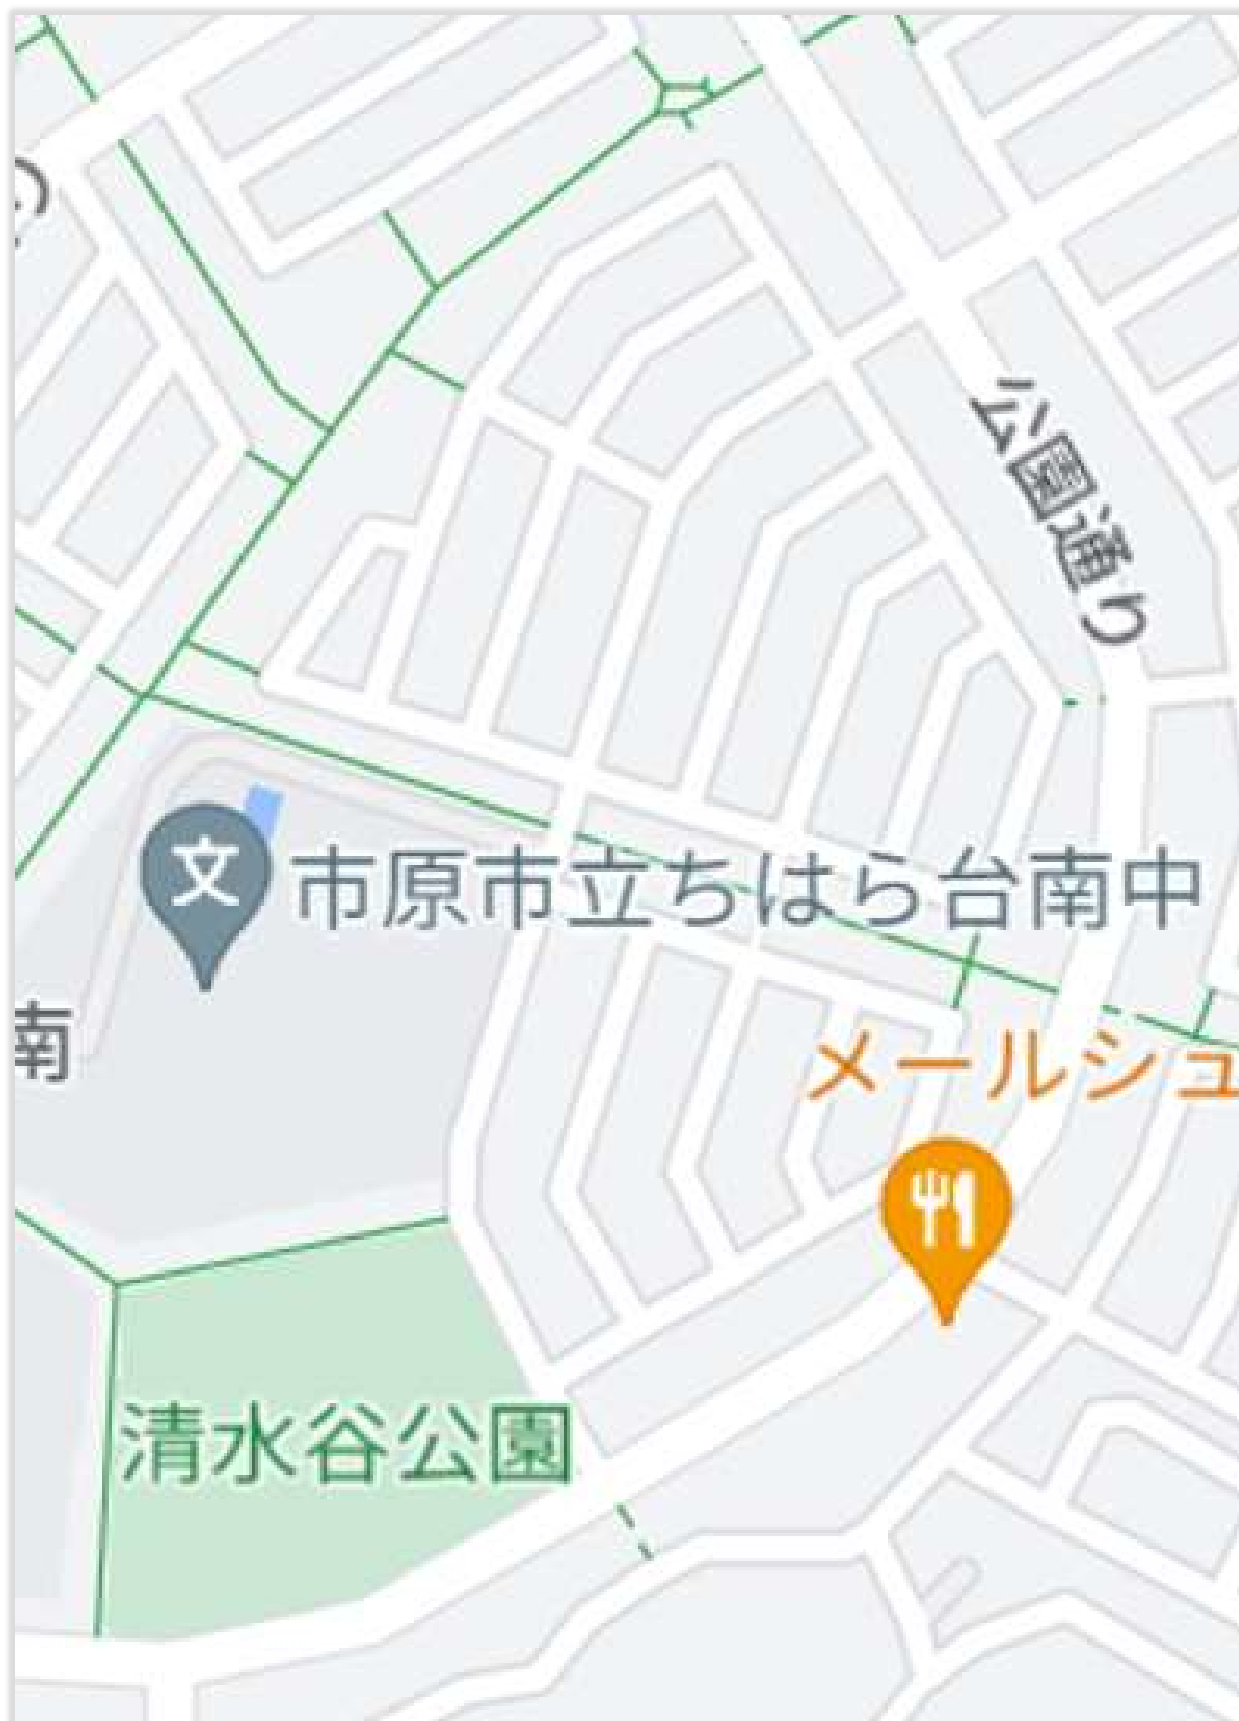 公園通り
文
市原市立ちはら台南中
南
メールシュ
清水谷公園